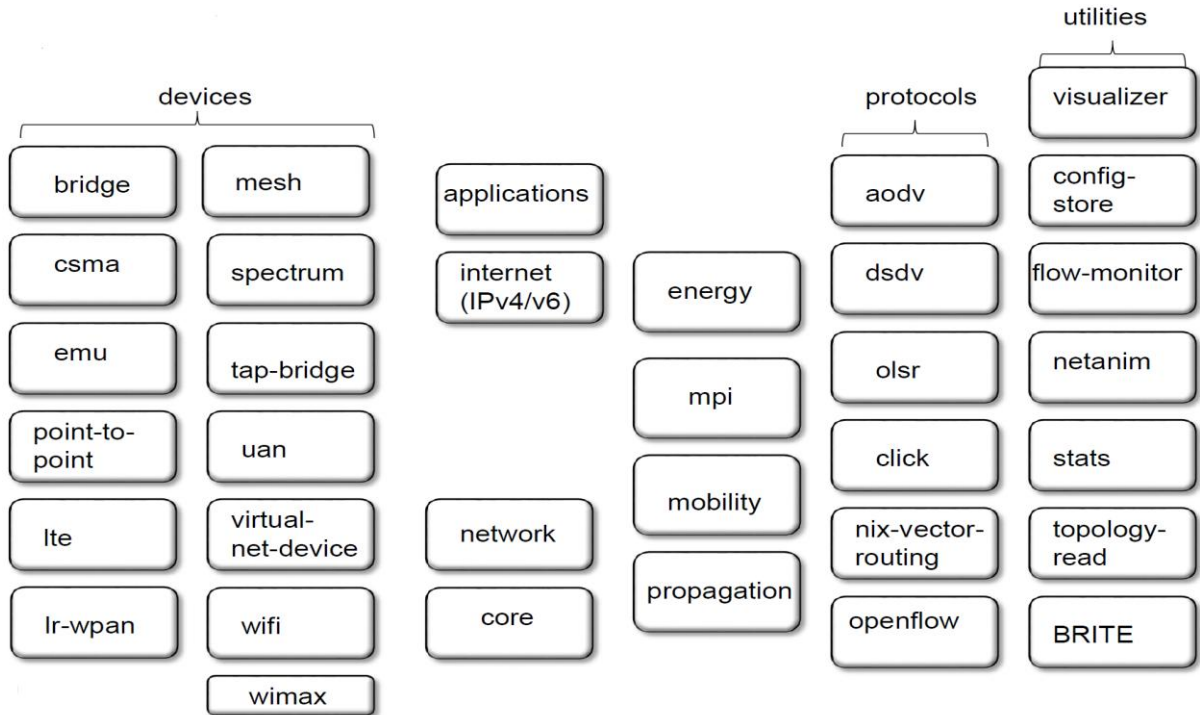 utilities
devices
protocols
visualizer
bridge
mesh
applications
aodv
config-
store
csma
spectrum
internet
(IPv4/v6)
energy
dsdv
flow-monitor
emu
tap-bridge
mpi
olsr
netanim
point-to-
point
uan
mobility
click
stats
lte
virtual-
net-device
network
propagation
nix-vector-
routing
topology-
read
lr-wpan
wifi
core
openflow
BRITE
wimax